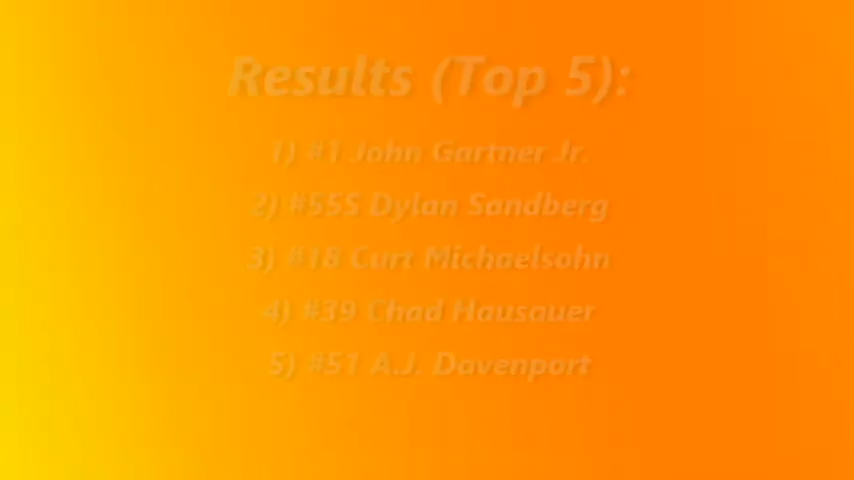 Results (Top 5):
1) #1 John Gartner Jr.
2) #55S Dylan Sandberg
3) #18 Curt Michaelsohn
4) #39 Chad Hausauer
5) #51 A.J. Davenport